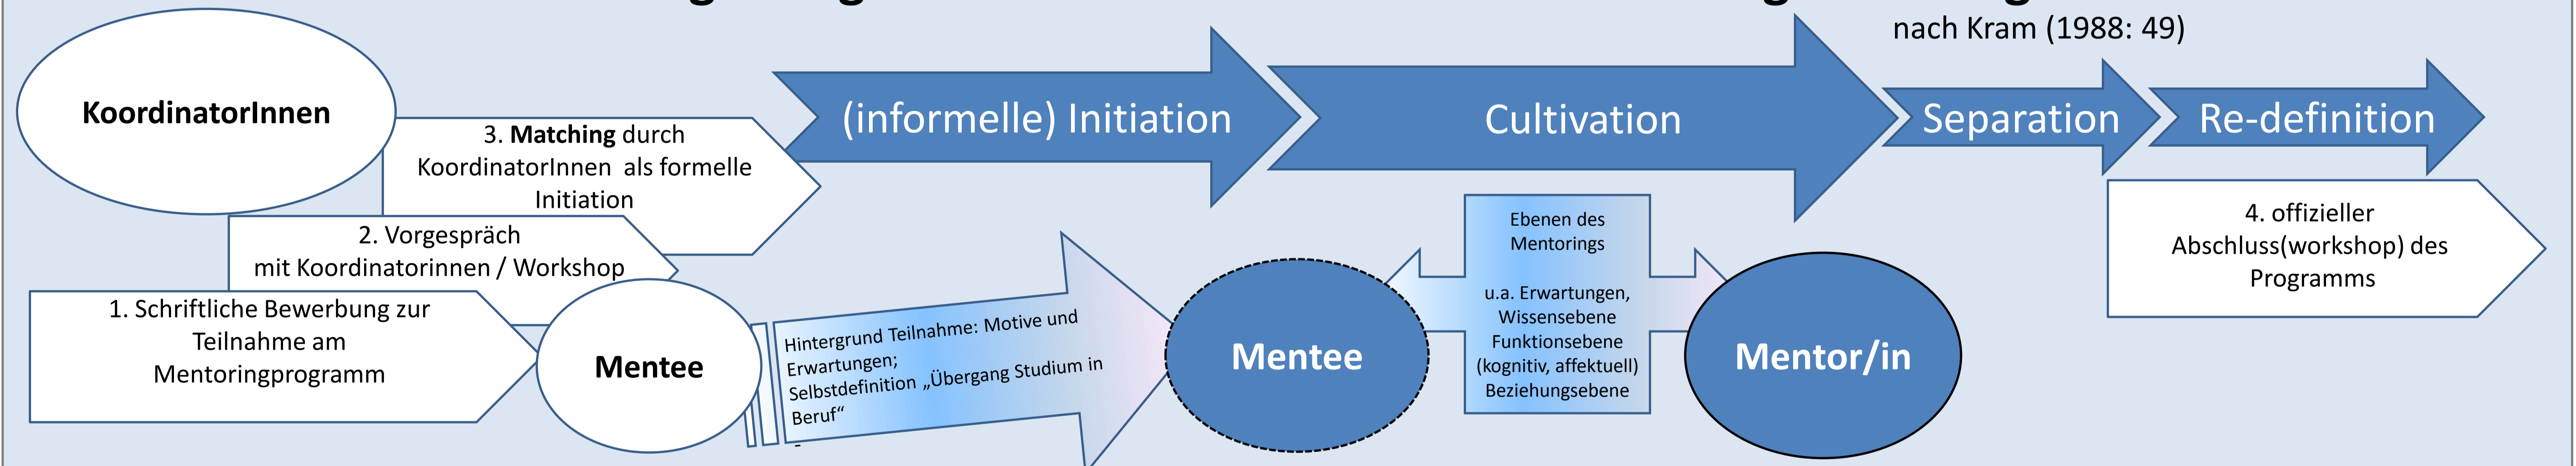 nach Kram (1988: 49)
KoordinatorInnen
(informelle) Initiation
Cultivation
Separation
Re-definition
3. Matching durch
KoordinatorInnen als formelle
Initiation
2. Vorgespräch
mit Koordinatorinnen / Workshop
1. Schriftliche Bewerbung zur
Teilnahme am
Mentoringprogramm
Mentee
Hintergrund Teilnahme: Motive und
Erwartungen;
Selbstdefinition „Übergang Studium in
Beruf“
-
Mentee
Ebenen des
Mentorings
u.a. Erwartungen,
Wissensebene
Funktionsebene
(kognitiv, affektuell)
Beziehungsebene
Mentor/in
4. offizieller
Abschluss(workshop) des
Programms